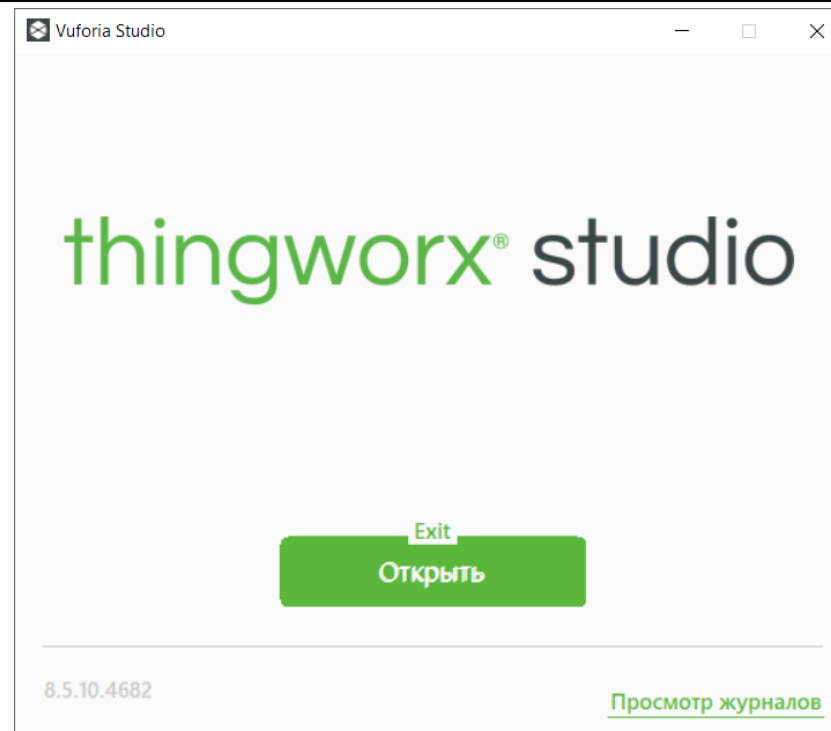 Vuforia Studio
thingworx® studio
Exit
Открыть
8.5.10.4682
Просмотр журналов